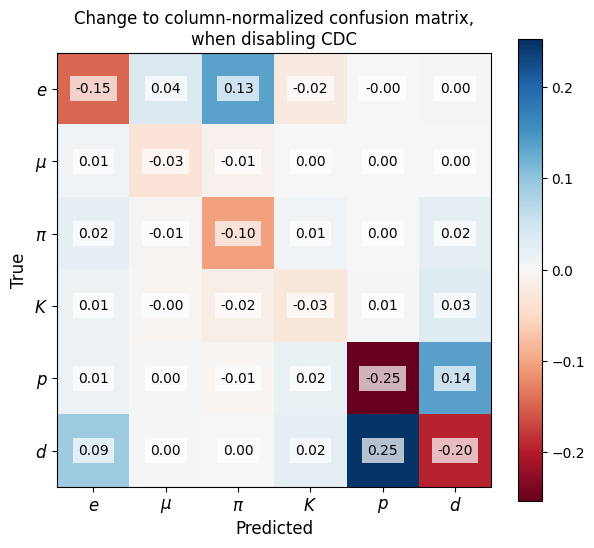 Change to column-normalized confusion matrix,
when disabling CDC
e -0.15 0.04 0.13 -0.02 -0.00 0.00
μ 0.01 -0.03 -0.01 0.00 0.00 0.00
π 0.02 -0.01 -0.10 0.01 0.00 0.02
K 0.01 -0.00 -0.02 -0.03 0.01 0.03
p 0.01 0.00 -0.01 0.02 -0.25 0.14
d 0.09 0.00 0.00 0.02 0.25 -0.20
e μ π K p d
Predicted
True
0.2
0.1
0.0
−0.1
−0.2